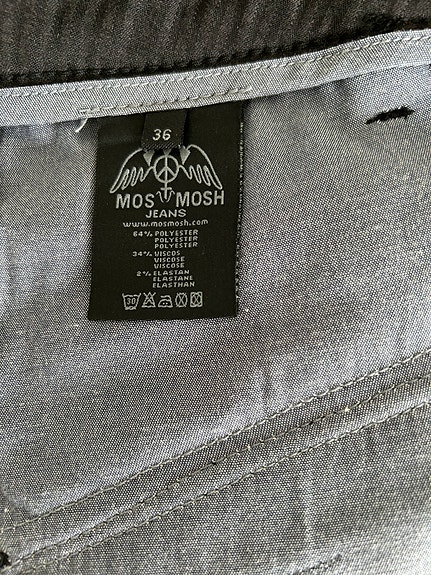 36
MOS MOSH
JEANS
www.mosmosh.com
64% POLYESTER
POLYESTER
POLYESTER
34% VISCOS
VISCOSE
VISCOSE
2% ELASTAN
ELASTANE
ELASTHAN
30